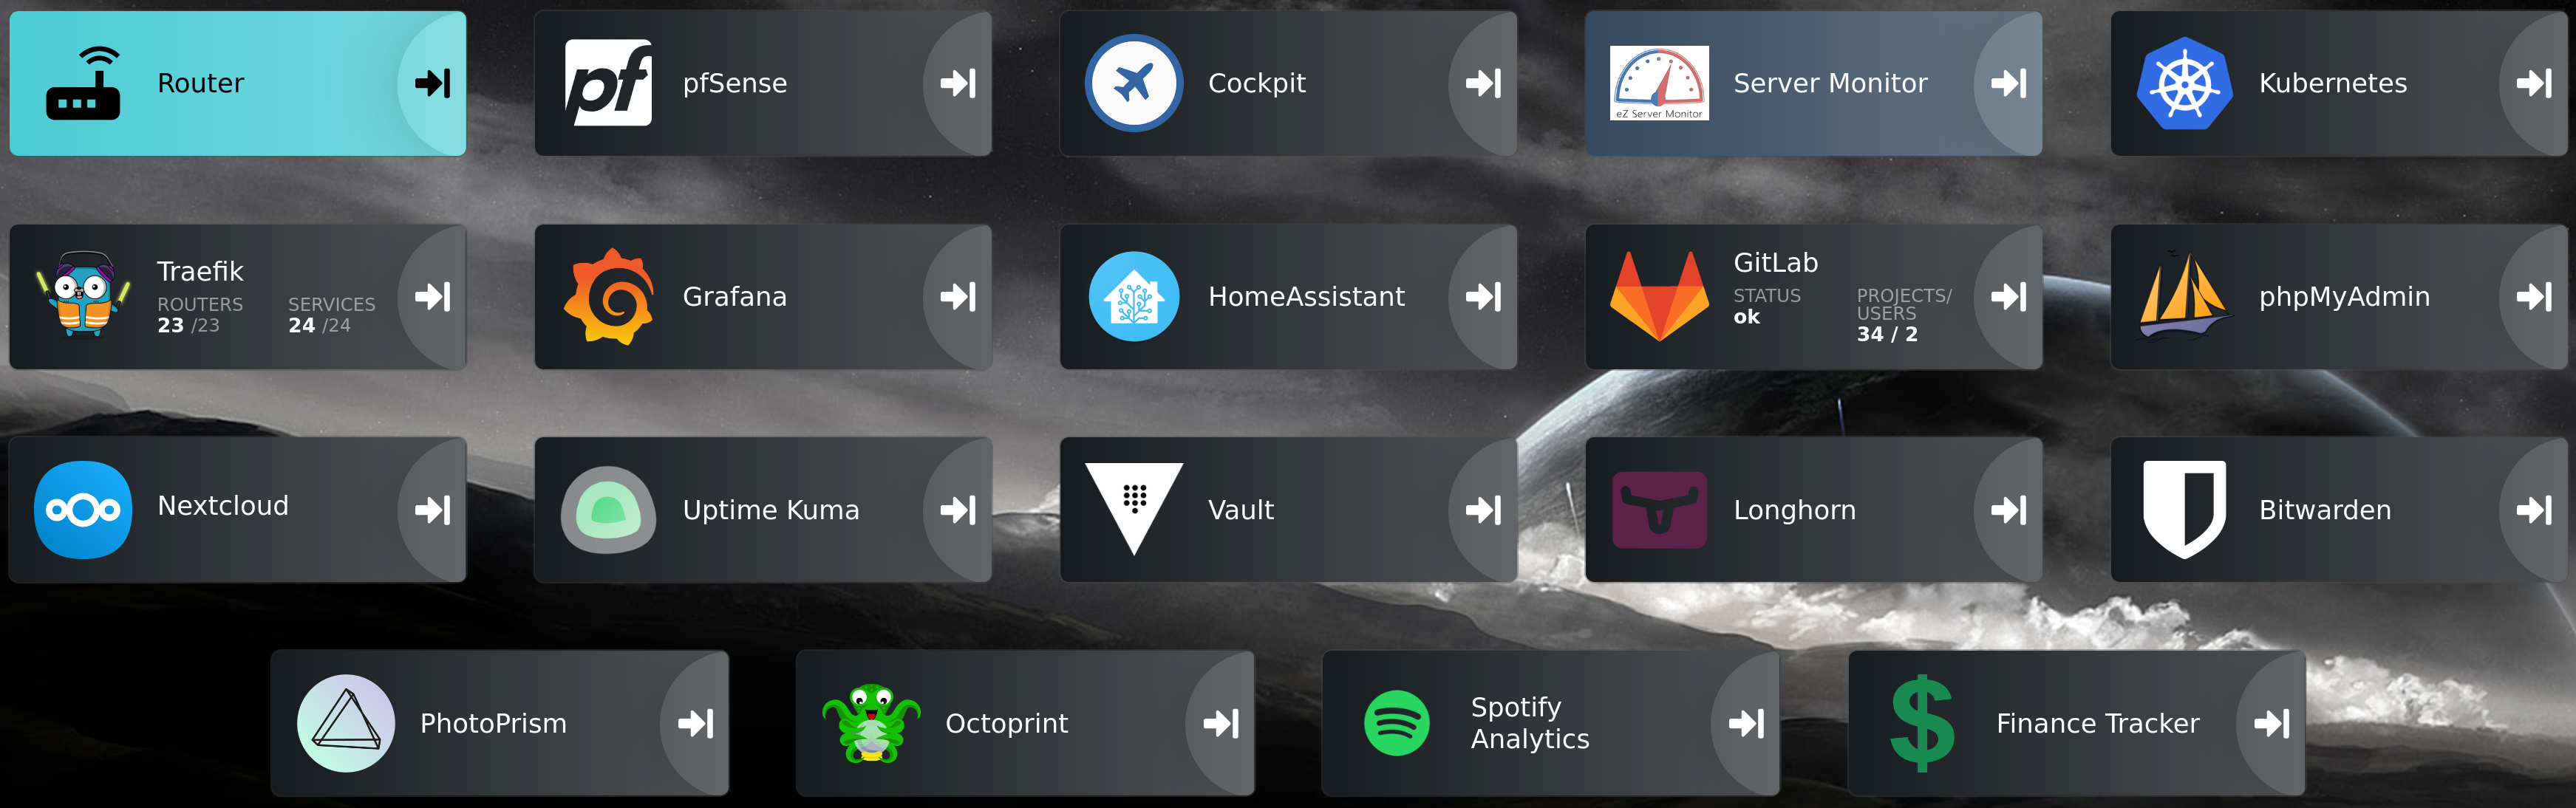 Router
pf
pfSense
Cockpit
eZ Server Monitor
Server Monitor
Kubernetes
Traefik
ROUTERS SERVICES
23 /23 24 /24
Grafana
HomeAssistant
GitLab
STATUS PROJECTS/
ok USERS
34 / 2
phpMyAdmin
Nextcloud
Uptime Kuma
Vault
Longhorn
Bitwarden
PhotoPrism
Octoprint
Spotify
Analytics
$
Finance Tracker